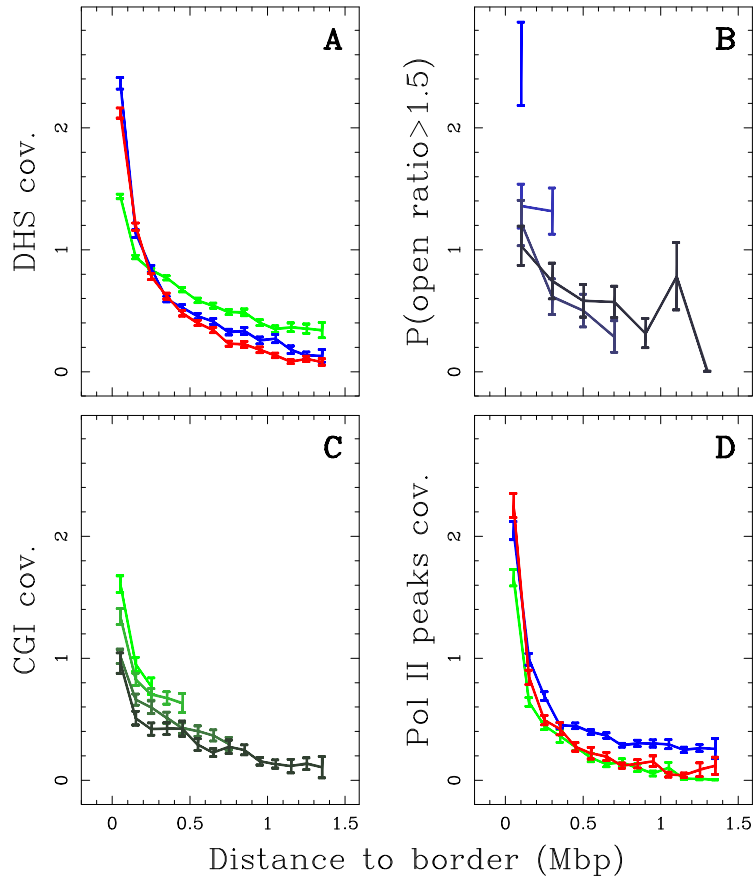 A
B
DHS cov.
P(open ratio>1.5)
2
1
0
2
1
0
C
D
CGI cov.
Pol II peaks cov.
2
1
0
2
1
0
0 0.5 1 1.5
0 0.5 1 1.5
Distance to border (Mbp)